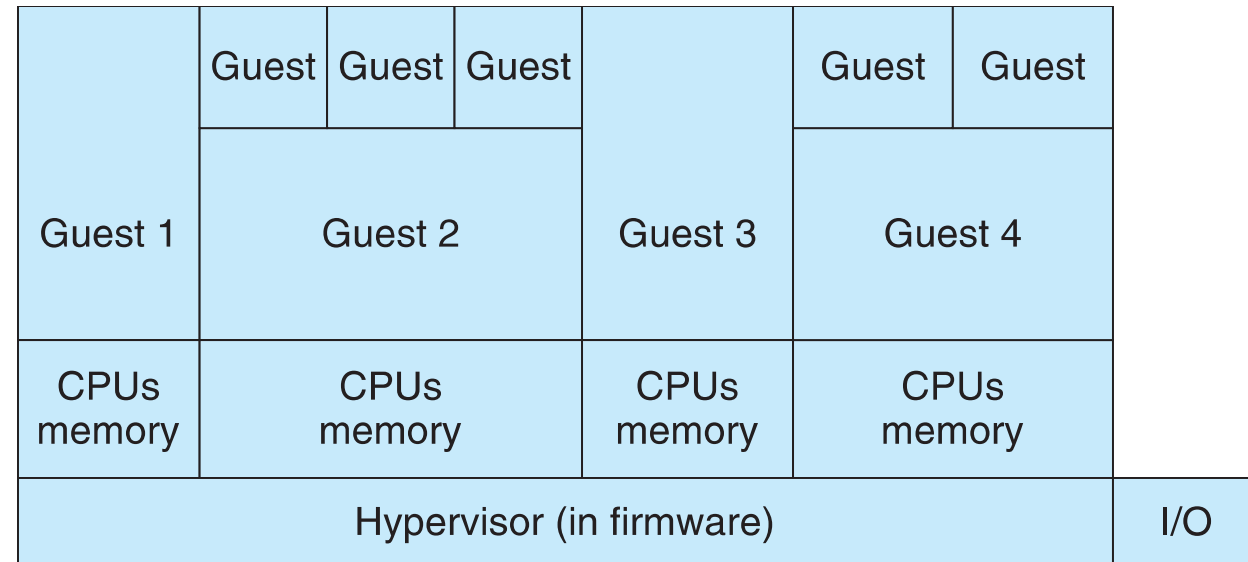 Guest Guest Guest Guest Guest
Guest 1 Guest 2 Guest 3 Guest 4
CPUs CPUs CPUs CPUs
memory memory memory memory
Hypervisor (in firmware) I/O